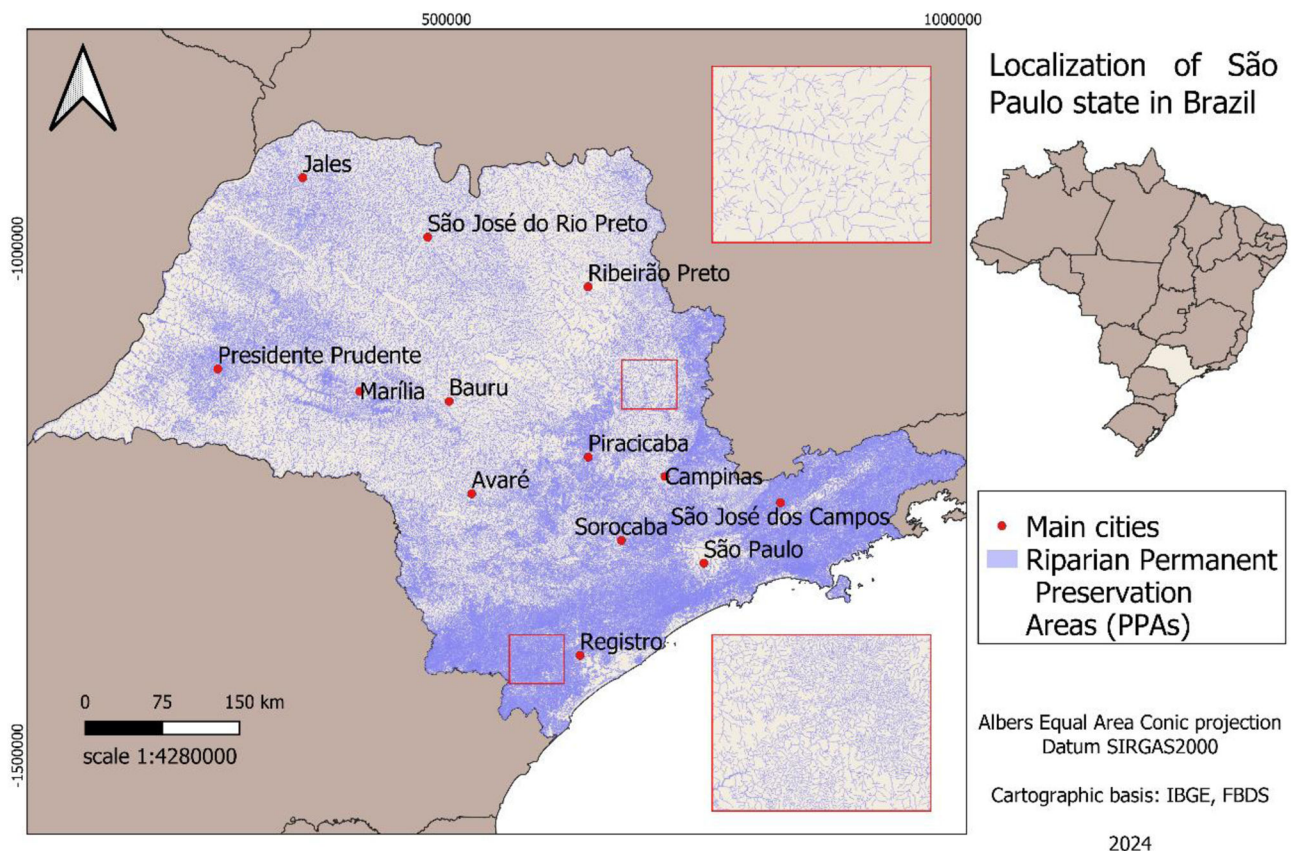 500000
1000000
Localization of São
Paulo state in Brazil
Jales
São José do Rio Preto
-1000000
Ribeirão Preto
Presidente Prudente
Marília
Bauru
Piracicaba
Campinas
Avaré
São José dos Campos
Sorocaba
São Paulo
Main cities
Riparian Permanent
Preservation
Areas (PPAs)
Registro
0 75 150 km
scale 1:4280000
-1500000
Albers Equal Area Conic projection
Datum SIRGAS2000
Cartographic basis: IBGE, FBDS
2024